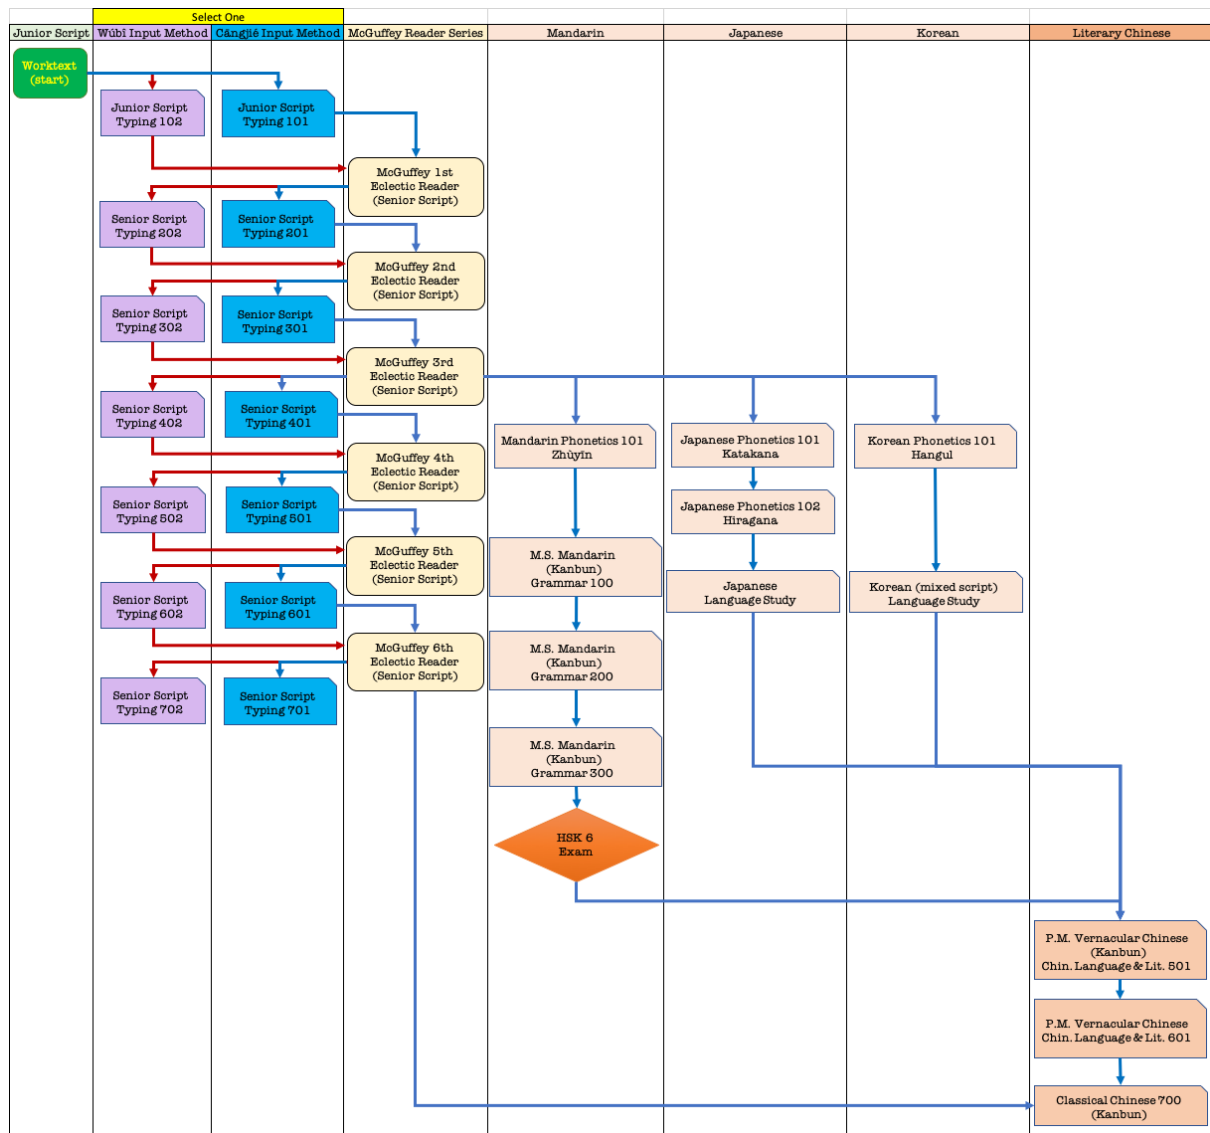 Select One
Junior Script
Wúbǐ Input Method
Cāngjié Input Method
McGuffey Reader Series
Mandarin
Japanese
Korean
Literary Chinese
Worktext
(start)
Junior Script
Typing 102
Junior Script
Typing 101
McGuffey 1st
Eclectic Reader
(Senior Script)
Senior Script
Typing 202
Senior Script
Typing 201
McGuffey 2nd
Eclectic Reader
(Senior Script)
Senior Script
Typing 302
Senior Script
Typing 301
McGuffey 3rd
Eclectic Reader
(Senior Script)
Senior Script
Typing 402
Senior Script
Typing 401
Mandarin Phonetics 101
Zhùyīn
Japanese Phonetics 101
Katakana
Korean Phonetics 101
Hangul
McGuffey 4th
Eclectic Reader
(Senior Script)
Senior Script
Typing 502
Senior Script
Typing 501
Japanese Phonetics 102
Hiragana
McGuffey 5th
Eclectic Reader
(Senior Script)
M.S. Mandarin
(Kanbun)
Grammar 100
Senior Script
Typing 602
Senior Script
Typing 601
Japanese
Language Study
Korean (mixed script)
Language Study
McGuffey 6th
Eclectic Reader
(Senior Script)
M.S. Mandarin
(Kanbun)
Grammar 200
Senior Script
Typing 702
Senior Script
Typing 701
M.S. Mandarin
(Kanbun)
Grammar 300
HSK 6
Exam
P.M. Vernacular Chinese
(Kanbun)
Chin. Language & Lit. 501
P.M. Vernacular Chinese
Chin. Language & Lit. 601
Classical Chinese 700
(Kanbun)